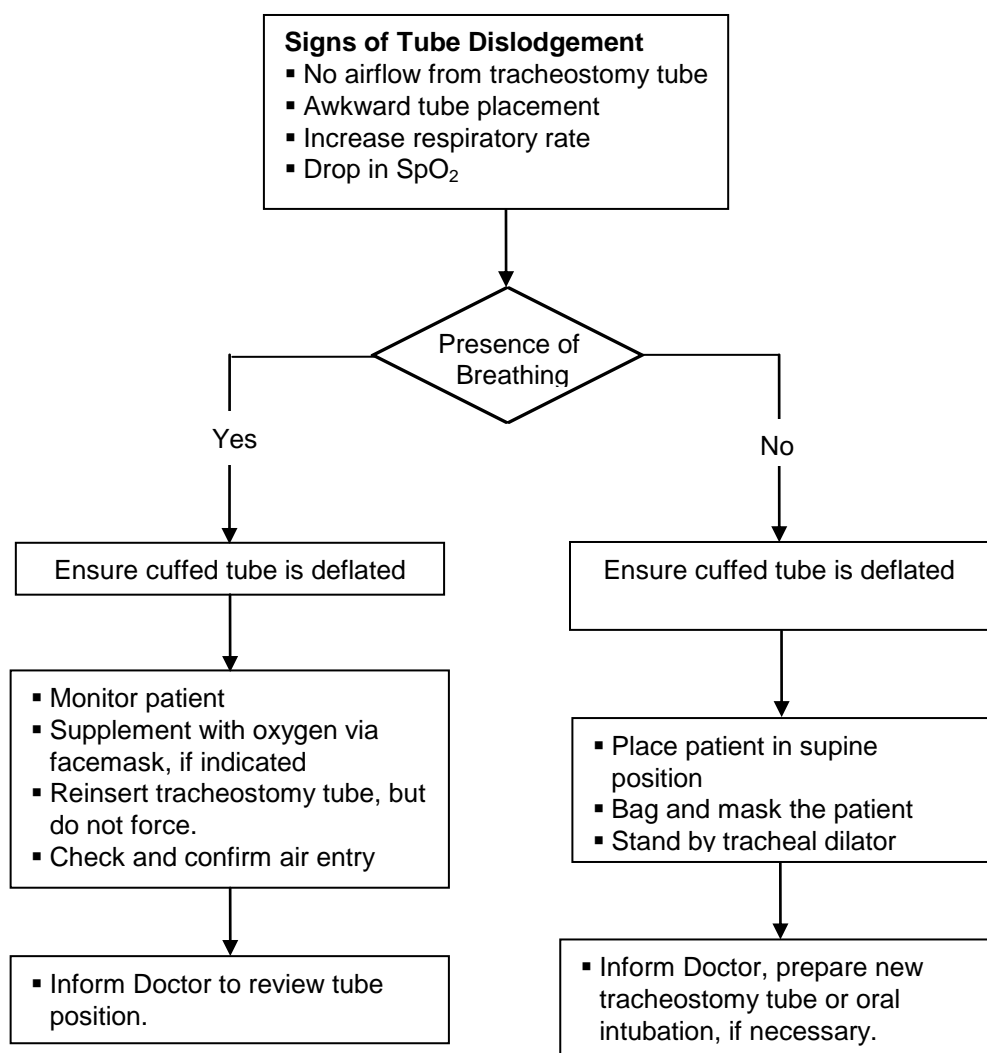 Signs of Tube Dislodgement
▪ No airflow from tracheostomy tube
▪ Awkward tube placement
▪ Increase respiratory rate
▪ Drop in SpO₂
Presence of
Breathing
Yes
No
Ensure cuffed tube is deflated
Ensure cuffed tube is deflated
▪ Monitor patient
▪ Supplement with oxygen via
facemask, if indicated
▪ Reinsert tracheostomy tube, but
do not force.
▪ Check and confirm air entry
▪ Place patient in supine
position
▪ Bag and mask the patient
▪ Stand by tracheal dilator
▪ Inform Doctor to review tube
position.
▪ Inform Doctor, prepare new
tracheostomy tube or oral
intubation, if necessary.